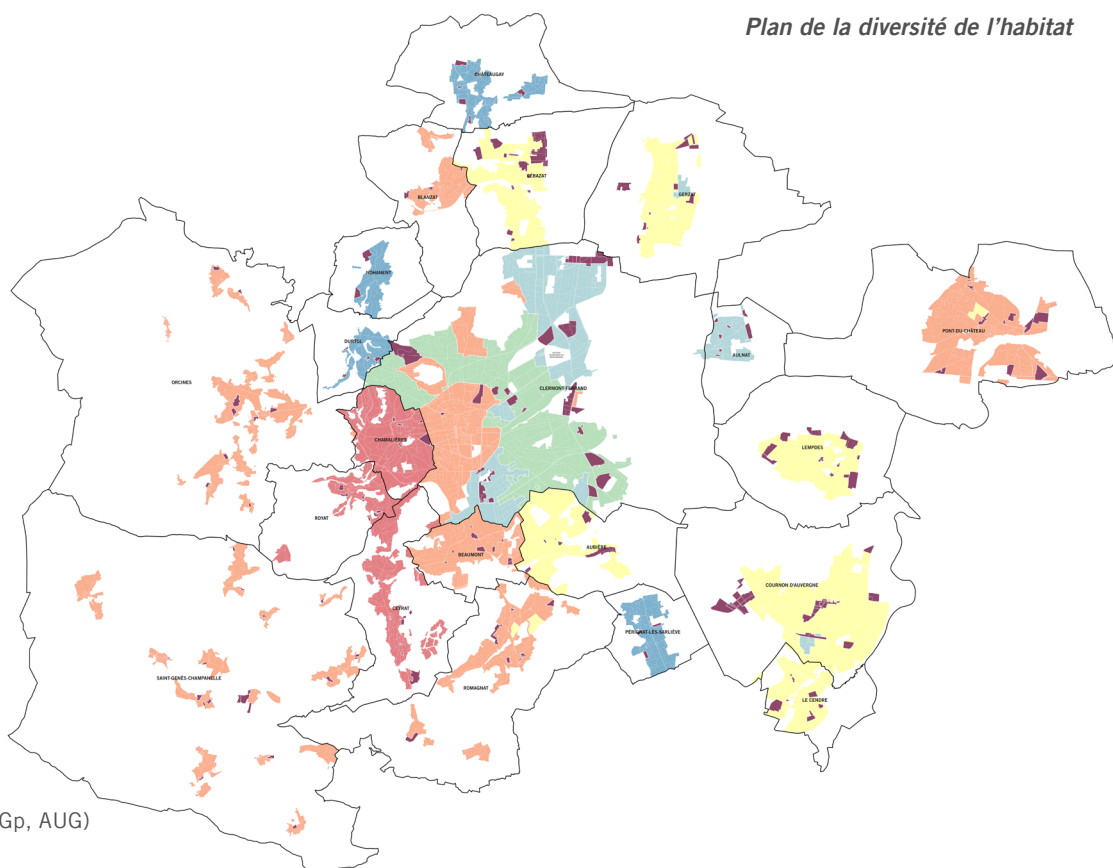 Plan de la diversité de l'habitat
CHÂTEAUGAY
CÉBAZAT
BLANZAT
GERZAT
NOHANENT
DURTOL
AULNAT
PONT-DU-CHÂTEAU
ORCINES
CLERMONT-FERRAND
CHAMALIÈRES
LEMPDES
ROYAT
BEAUMONT
AUBIÈRE
COURNON D'AUVERGNE
CEYRAT
PÉRIGNAT-LÈS-SARLIÈVE
SAINT-GENÈS-CHAMPANELLE
ROMAGNAT
LE CENDRE
Gp, AUG)